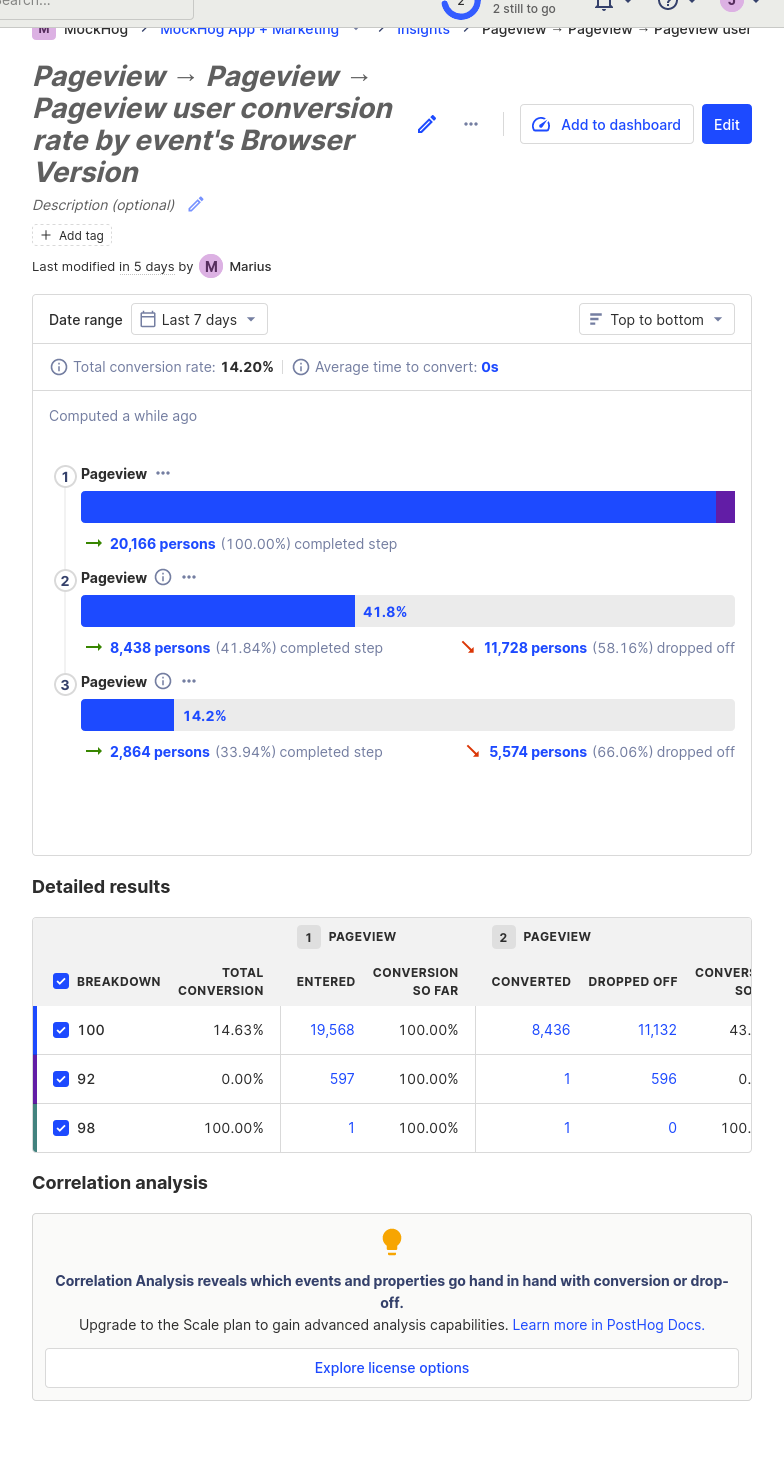 Search...
2
2 still to go
J
M MockHog MockHog App + Marketing Insights Pageview → Pageview → Pageview user
Pageview → Pageview →
Pageview user conversion
rate by event's Browser
Version
Add to dashboard
Edit
Description (optional)
Add tag
Last modified in 5 days by M Marius
Date range Last 7 days Top to bottom
Total conversion rate: 14.20% Average time to convert: 0s
Computed a while ago
1 Pageview
20,166 persons (100.00%) completed step
2 Pageview
41.8%
8,438 persons (41.84%) completed step 11,728 persons (58.16%) dropped off
3 Pageview
14.2%
2,864 persons (33.94%) completed step 5,574 persons (66.06%) dropped off
Detailed results
1 PAGEVIEW 2 PAGEVIEW
BREAKDOWN TOTAL CONVERSION ENTERED CONVERSION SO FAR CONVERTED DROPPED OFF CONVERS SO
100 14.63% 19,568 100.00% 8,436 11,132 43.
92 0.00% 597 100.00% 1 596 0.
98 100.00% 1 100.00% 1 0 100.
Correlation analysis
Correlation Analysis reveals which events and properties go hand in hand with conversion or drop-
off.
Upgrade to the Scale plan to gain advanced analysis capabilities. Learn more in PostHog Docs.
Explore license options